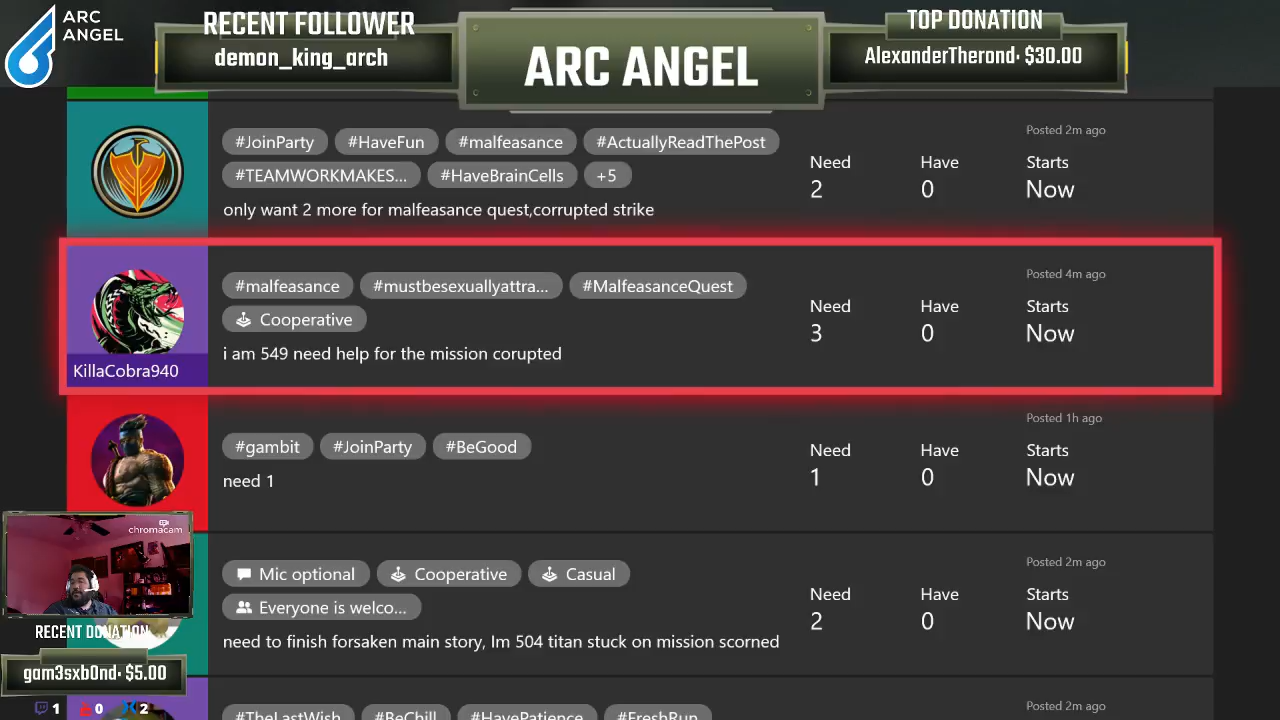 ARC
ANGEL
RECENT FOLLOWER
demon_king_arch
ARC ANGEL
TOP DONATION
AlexanderTherond: $30.00
#JoinParty
#HaveFun
#malfeasance
#ActuallyReadThePost
#TEAMWORKMAKES...
#HaveBrainCells
+5
only want 2 more for malfeasance quest,corrupted strike
Need
2
Have
0
Posted 2m ago
Starts
Now
KillaCobra940
#malfeasance
#mustbesexuallyattra...
#MalfeasanceQuest
Cooperative
i am 549 need help for the mission corupted
Need
3
Have
0
Posted 4m ago
Starts
Now
#gambit
#JoinParty
#BeGood
need 1
Need
1
Have
0
Posted 1h ago
Starts
Now
Mic optional
Cooperative
Casual
Everyone is welco...
need to finish forsaken main story, Im 504 titan stuck on mission scorned
Need
2
Have
0
Posted 2m ago
Starts
Now
chromacam
RECENT DONATION
gam3sxb0nd: $5.00
1
0
2
#TheLastWish
#BeChill
#HavePatience
#FreshRun
Posted 2m ago